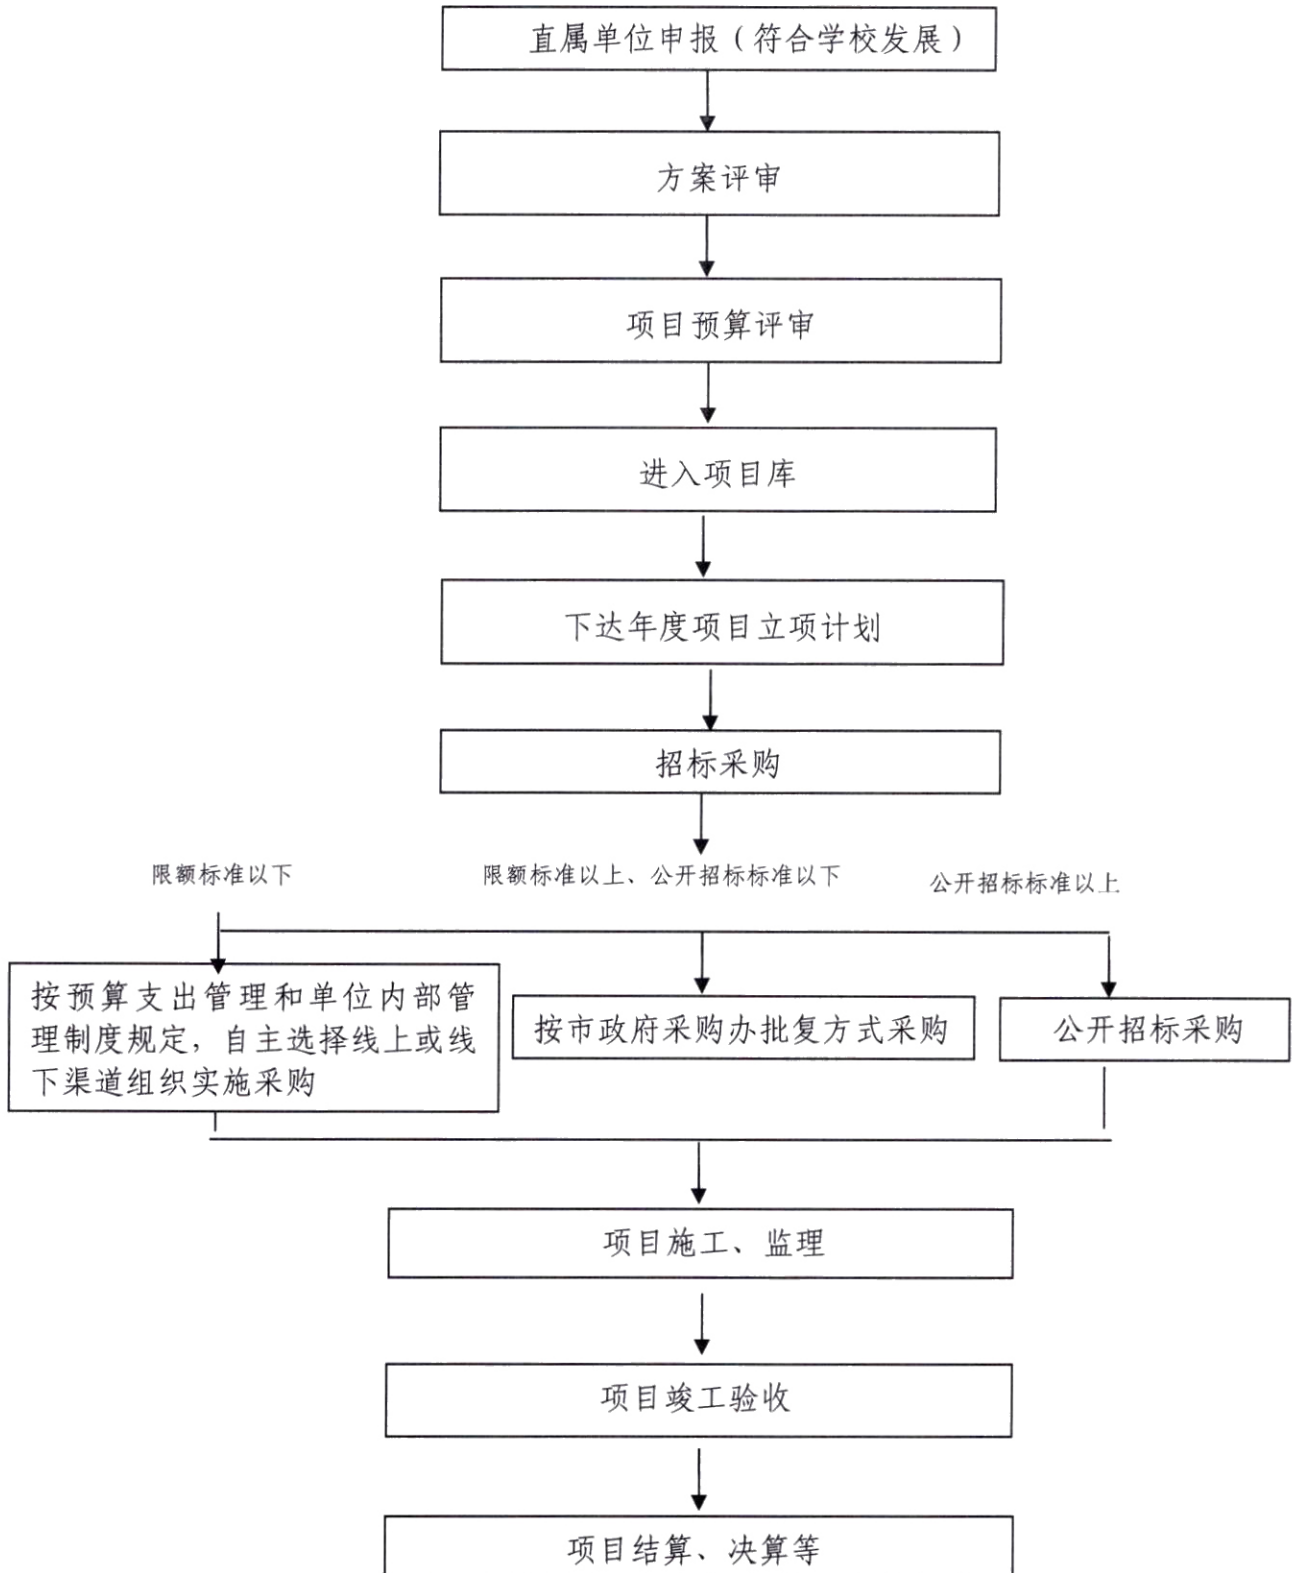 直属单位申报（符合学校发展）
方案评审
项目预算评审
进入项目库
下达年度项目立项计划
招标采购
限额标准以下
限额标准以上、公开招标标准以下
公开招标标准以上
按预算支出管理和单位内部管
理制度规定，自主选择线上或线
下渠道组织实施采购
按市政府采购办批复方式采购
公开招标采购
项目施工、监理
项目竣工验收
项目结算、决算等